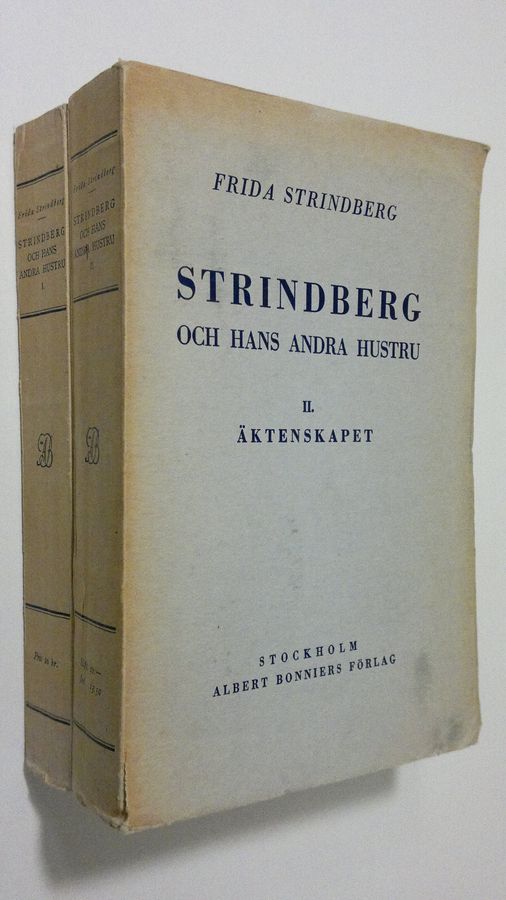 FRIDA STRINDBERG
STRINDBERG
OCH HANS ANDRA HUSTRU
II.
ÄKTENSKAPET
STOCKHOLM
ALBERT BONNIERS FÖRLAG
Frida Strindberg
STRINDBERG
OCH HANS
ANDRA HUSTRU
I.
Frida Strindberg
STRINDBERG
OCH HANS
ANDRA HUSTRU
II.